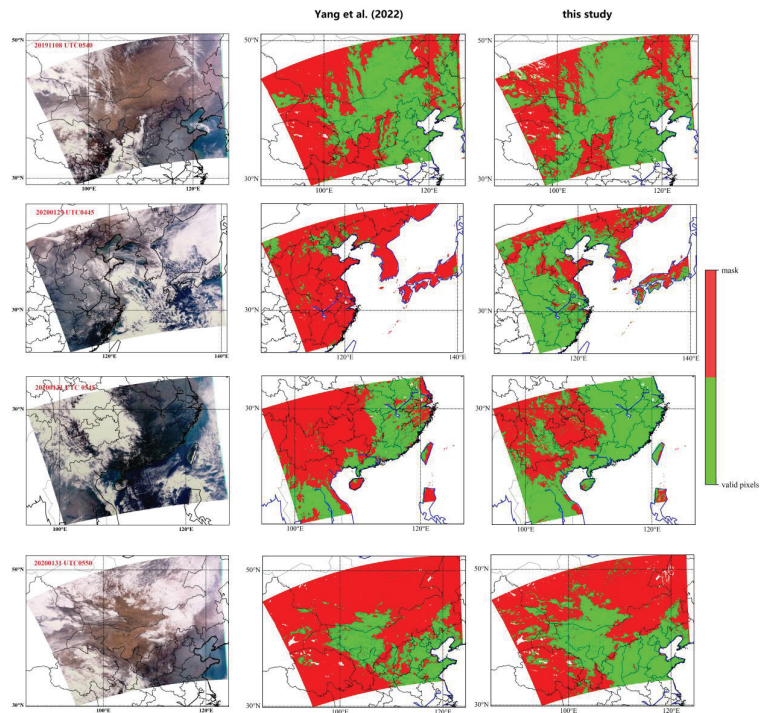 Yang et al. (2022)
this study
20191108 UTC0540
50°N
50°N
50°N
30°N
30°N
30°N
100°E
120°E
100°E
120°E
100°E
120°E
20200129 UTC0445
30°N
30°N
30°N
120°E
140°E
120°E
140°E
120°E
140°E
mask
valid pixels
30°N
30°N
30°N
100°E
120°E
100°E
120°E
100°E
120°E
20200131 UTC0550
50°N
50°N
50°N
30°N
30°N
30°N
100°E
120°E
100°E
120°E
100°E
120°E